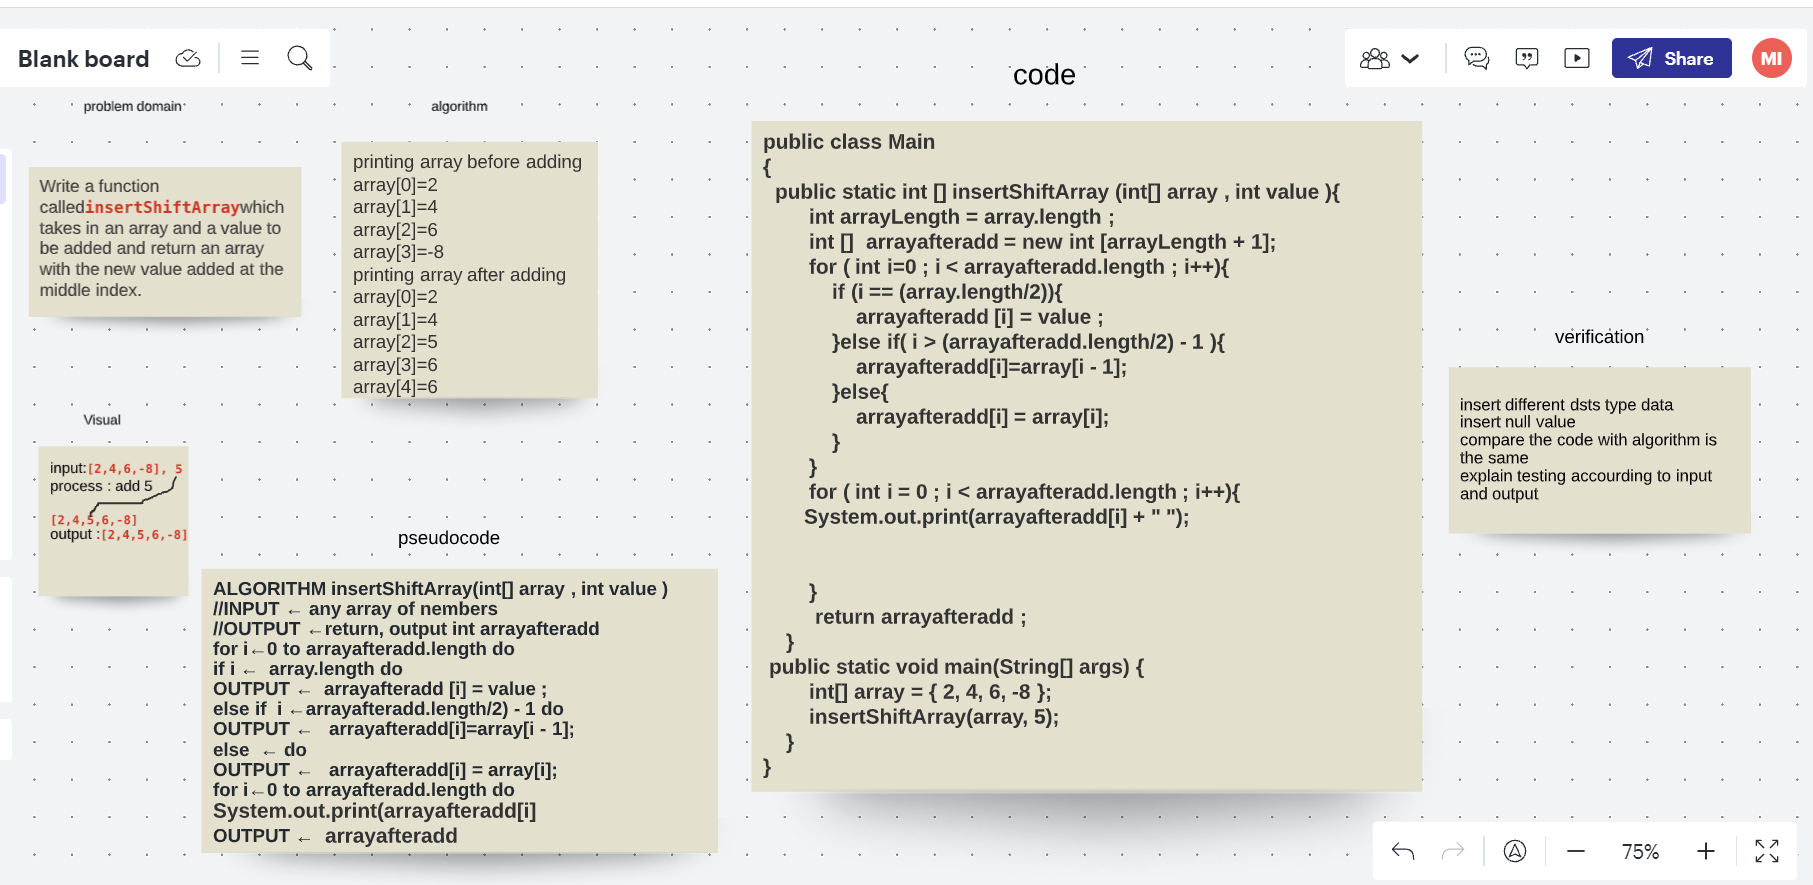 Blank board
Share
MI
problem domain
Write a function
calledinsertShiftArraywhich
takes in an array and a value to
be added and return an array
with the new value added at the
middle index.
algorithm
printing array before adding
array[0]=2
array[1]=4
array[2]=6
array[3]=-8
printing array after adding
array[0]=2
array[1]=4
array[2]=5
array[3]=6
array[4]=6
Visual
input:[2,4,6,-8], 5
process : add 5
[2,4,5,6,-8]
output :[2,4,5,6,-8]
pseudocode
ALGORITHM insertShiftArray(int[] array , int value )
//INPUT ← any array of nembers
//OUTPUT ←return, output int arrayafteradd
for i←0 to arrayafteradd.length do
if i ← array.length do
OUTPUT ← arrayafteradd [i] = value ;
else if i ←arrayafteradd.length/2) - 1 do
OUTPUT ← arrayafteradd[i]=array[i - 1];
else ← do
OUTPUT ← arrayafteradd[i] = array[i];
for i←0 to arrayafteradd.length do
System.out.print(arrayafteradd[i]
OUTPUT ← arrayafteradd
code
public class Main
{
public static int [] insertShiftArray (int[] array , int value ){
int arrayLength = array.length ;
int [] arrayafteradd = new int [arrayLength + 1];
for ( int i=0 ; i < arrayafteradd.length ; i++){
if (i == (array.length/2)){
arrayafteradd [i] = value ;
}else if( i > (arrayafteradd.length/2) - 1 ){
arrayafteradd[i]=array[i - 1];
}else{
arrayafteradd[i] = array[i];
}
}
for ( int i = 0 ; i < arrayafteradd.length ; i++){
System.out.print(arrayafteradd[i] + " ");
}
return arrayafteradd ;
}
public static void main(String[] args) {
int[] array = { 2, 4, 6, -8 };
insertShiftArray(array, 5);
}
}
verification
insert different dsts type data
insert null value
compare the code with algorithm is
the same
explain testing accourding to input
and output
75%